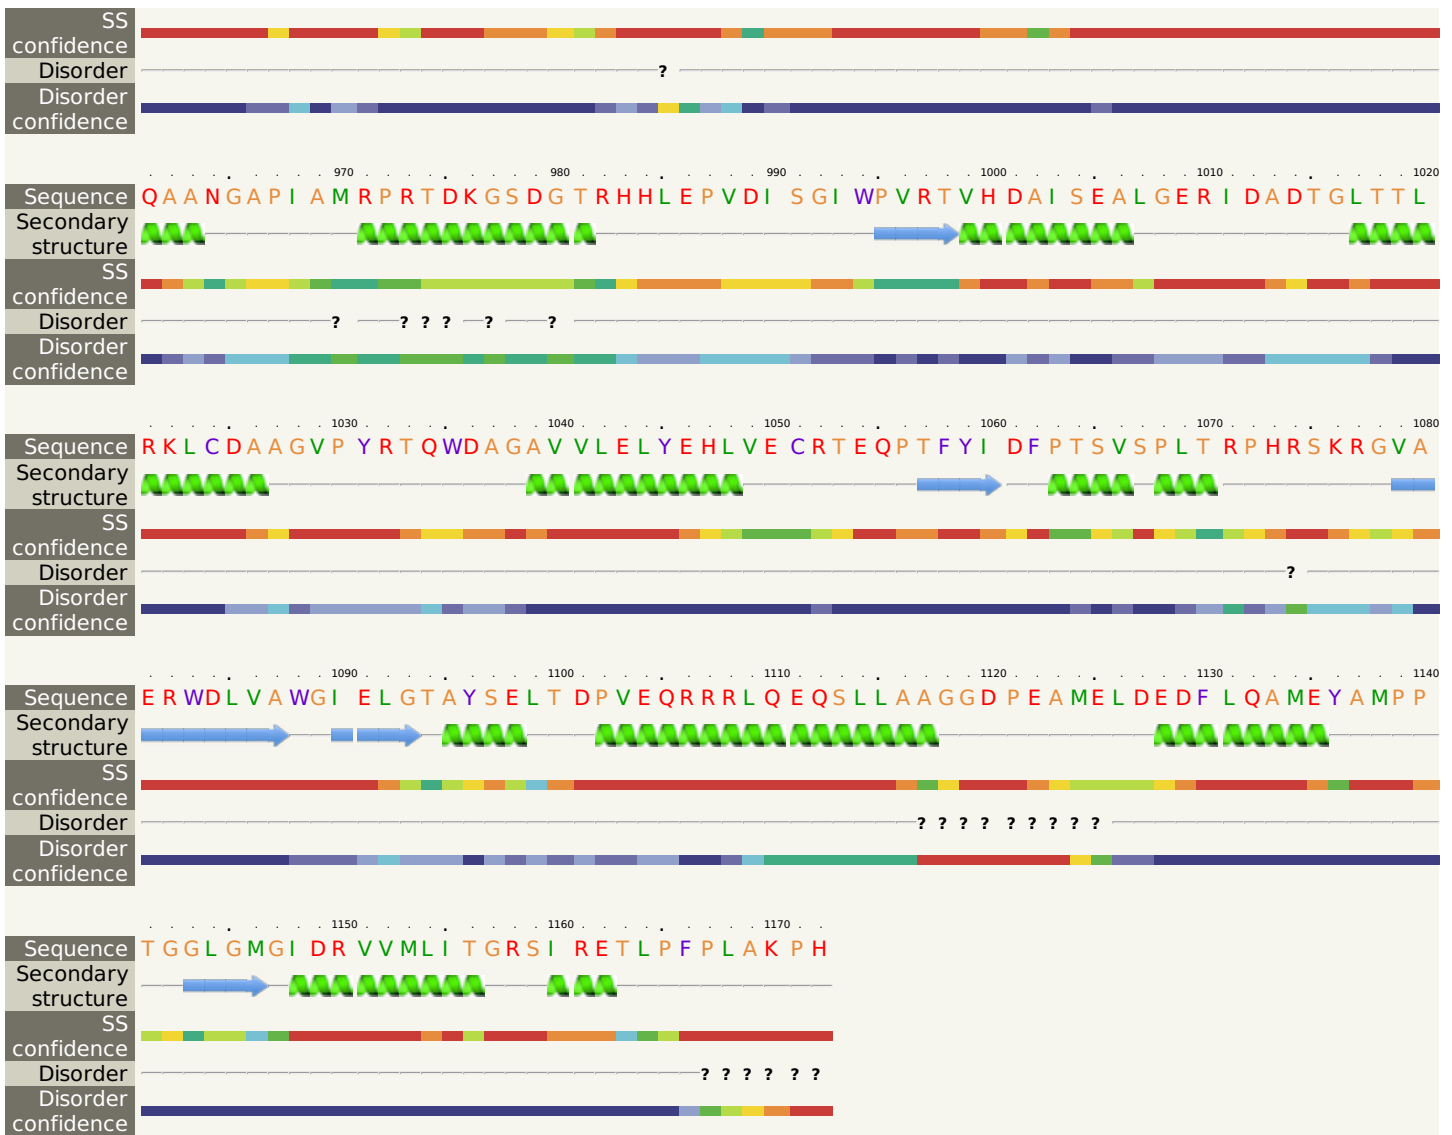 SS
confidence
Disorder ?
Disorder
confidence
970 980 990 1000 1010 1020
Sequence QAANGAPIAMRPRTDKGSDGTRHHLEPVDISGIWPVRTVHDAISEALGERIDADTGLTTL
Secondary
structure
SS
confidence
Disorder ? ? ? ? ? ?
Disorder
confidence
1030 1040 1050 1060 1070 1080
Sequence RKLCDAAGVPYRTQWDAGAVVLELYEHLVECRTEQPTFYIDFPTSVSPLTRPHRSKRGVA
Secondary
structure
SS
confidence
Disorder ?
Disorder
confidence
1090 1100 1110 1120 1130 1140
Sequence ERWDLVAWGIELGTAYSELTDPVEQRRRLQEQSLLAAGGDPEAMELDEDFLQAMEYAMPP
Secondary
structure
SS
confidence
Disorder ? ? ? ? ? ? ? ? ?
Disorder
confidence
1150 1160 1170
Sequence TGGLGMGIDRVVMLITGRSIRETLPFPLAKPH
Secondary
structure
SS
confidence
Disorder ? ? ? ? ? ?
Disorder
confidence